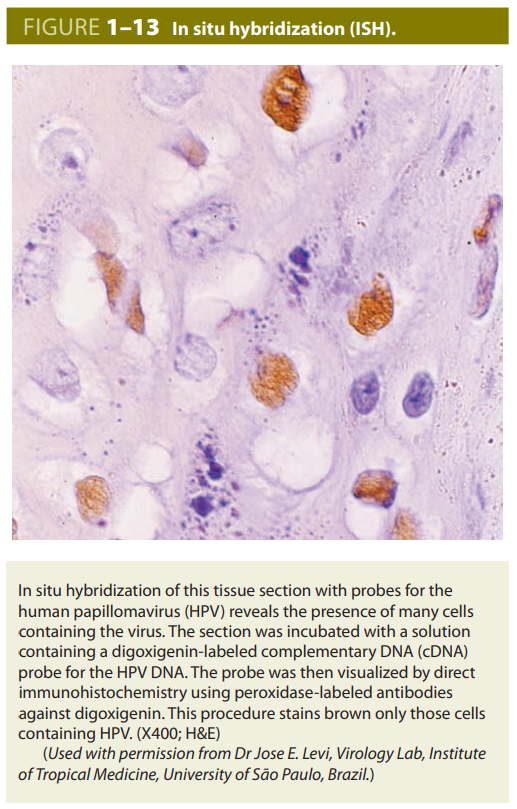 FIGURE 1–13 In situ hybridization (ISH).
In situ hybridization of this tissue section with probes for the
human papillomavirus (HPV) reveals the presence of many cells
containing the virus. The section was incubated with a solution
containing a digoxigenin-labeled complementary DNA (cDNA)
probe for the HPV DNA. The probe was then visualized by direct
immunohistochemistry using peroxidase-labeled antibodies
against digoxigenin. This procedure stains brown only those cells
containing HPV. (X400; H&E)
(Used with permission from Dr Jose E. Levi, Virology Lab, Institute
of Tropical Medicine, University of São Paulo, Brazil.)